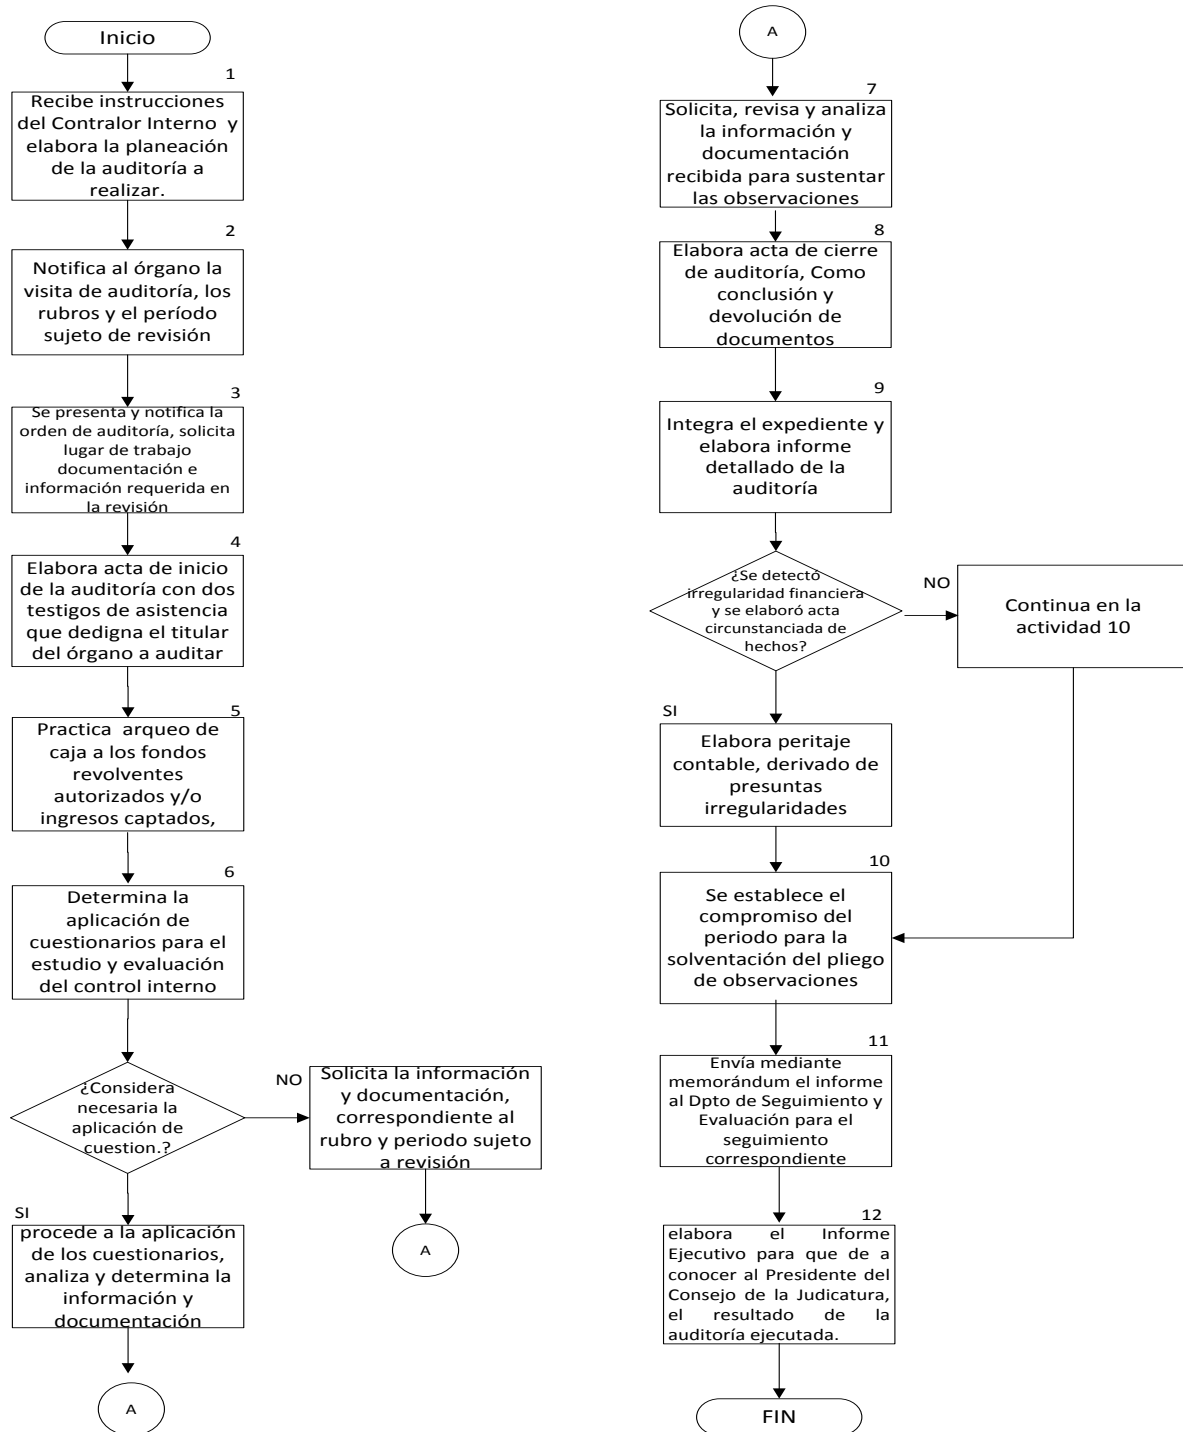 Inicio
1
Recibe instrucciones
del Contralor Interno y
elabora la planeación
de la auditoría a
realizar.
2
Notifica al órgano la
visita de auditoría, los
rubros y el período
sujeto de revisión
3
Se presenta y notifica la
orden de auditoría, solicita
lugar de trabajo
documentación e
información requerida en
la revisión
4
Elabora acta de inicio
de la auditoría con dos
testigos de asistencia
que dedigna el titular
del órgano a auditar
5
Practica arqueo de
caja a los fondos
revolventes
autorizados y/o
ingresos captados,
6
Determina la
aplicación de
cuestionarios para el
estudio y evaluación
del control interno
¿Considera
necesaria la
aplicación de
cuestion.?
NO
Solicita la información
y documentación,
correspondiente al
rubro y periodo sujeto
a revisión
A
SI
procede a la aplicación
de los cuestionarios,
analiza y determina la
información y
documentación
A
A
7
Solicita, revisa y analiza
la información y
documentación
recibida para sustentar
las observaciones
8
Elabora acta de cierre
de auditoría, Como
conclusión y
devolución de
documentos
9
Integra el expediente y
elabora informe
detallado de la
auditoría
¿Se detectó
irregularidad financiera
y se elaboró acta
circunstanciada de
hechos?
NO
Continua en la
actividad 10
SI
Elabora peritaje
contable, derivado de
presuntas
irregularidades
10
Se establece el
compromiso del
periodo para la
solventación del pliego
de observaciones
11
Envía mediante
memorándum el informe
al Dpto de Seguimiento y
Evaluación para el
seguimiento
correspondiente
12
elabora el Informe
Ejecutivo para que de a
conocer al Presidente del
Consejo de la Judicatura,
el resultado de la
auditoría ejecutada.
FIN